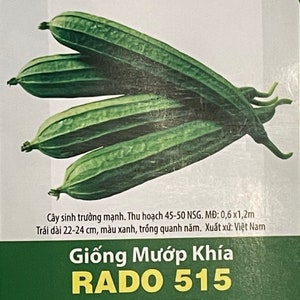 Cây sinh trưởng mạnh. Thu hoạch 45-50 NSG. MĐ: 0,6 x1,2m
Trái dài 22-24 cm, màu xanh, trồng quanh năm. Xuất xứ: Việt Nam
Giống Mướp Khía
RADO 515